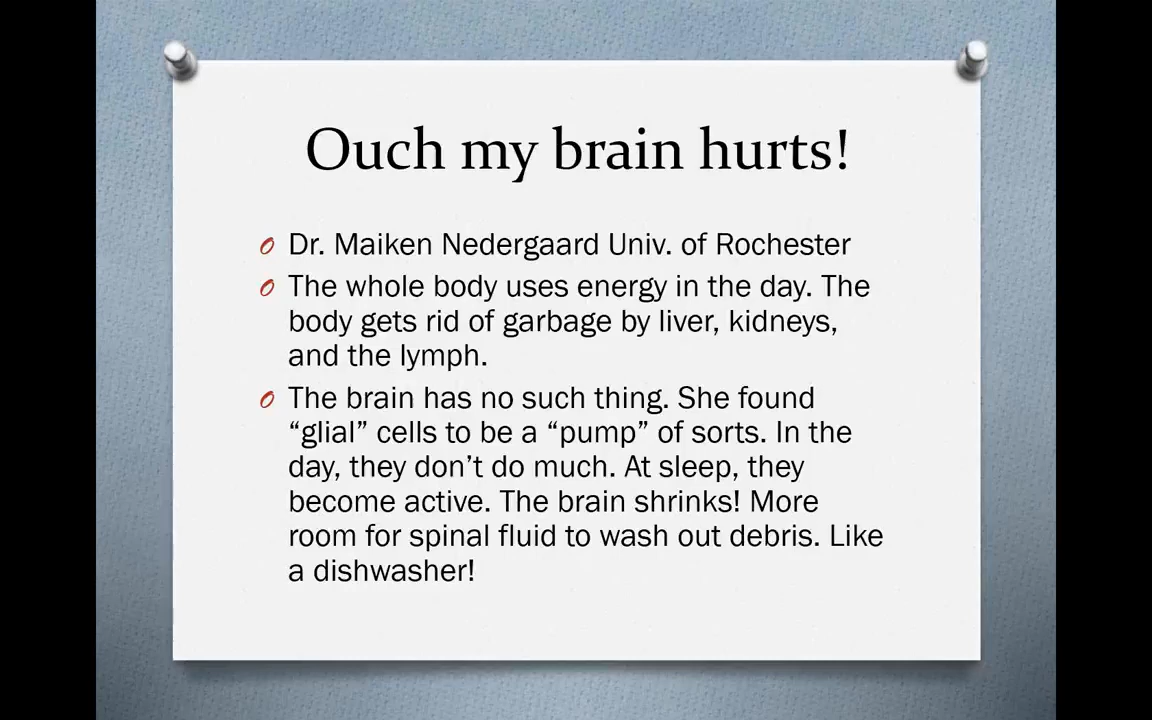 Ouch my brain hurts!
Dr. Maiken Nedergaard Univ. of Rochester
The whole body uses energy in the day. The
body gets rid of garbage by liver, kidneys,
and the lymph.
The brain has no such thing. She found
“glial” cells to be a “pump” of sorts. In the
day, they don’t do much. At sleep, they
become active. The brain shrinks! More
room for spinal fluid to wash out debris. Like
a dishwasher!